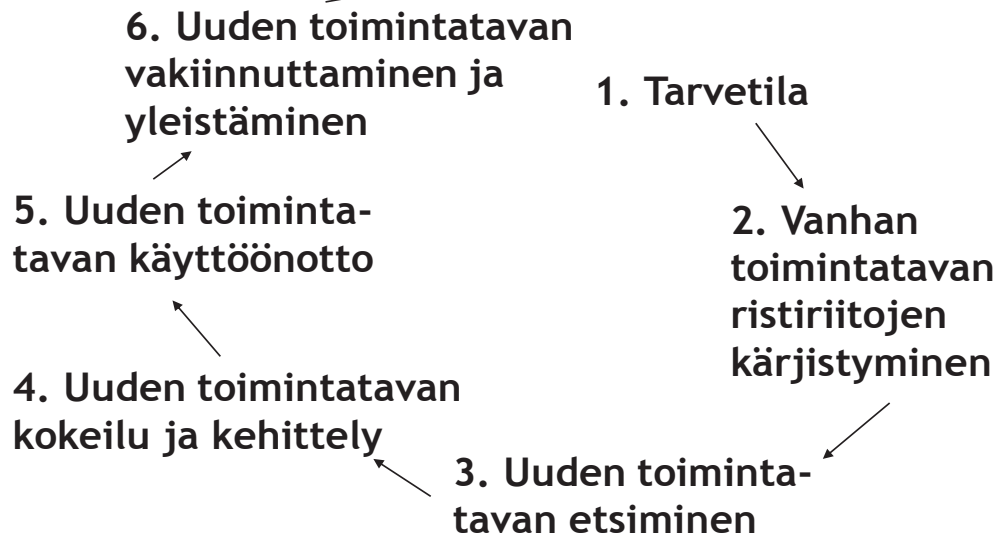 6. Uuden toimintatavan
vakiinnuttaminen ja
yleistäminen
1. Tarvetila
5. Uuden toiminta-
tavan käyttöönotto
2. Vanhan
toimintatavan
ristiriitojen
kärjistyminen
4. Uuden toimintatavan
kokeilu ja kehittely
3. Uuden toiminta-
tavan etsiminen